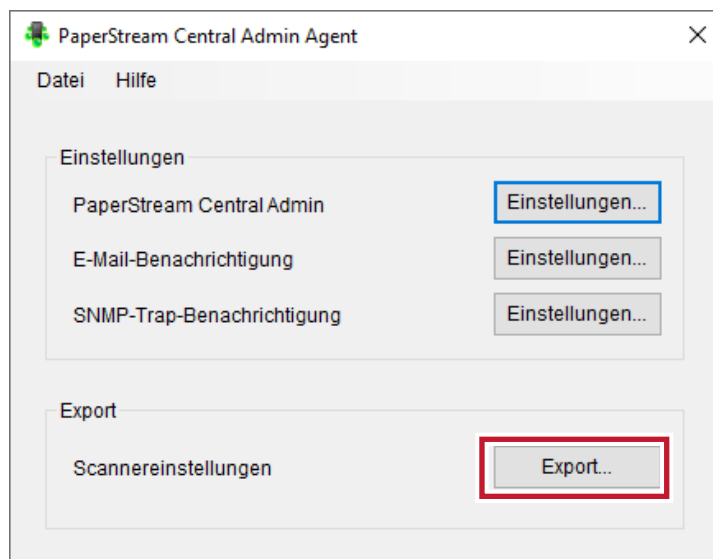 PaperStream Central Admin Agent
Datei Hilfe
Einstellungen
PaperStream Central Admin Einstellungen...
E-Mail-Benachrichtigung Einstellungen...
SNMP-Trap-Benachrichtigung Einstellungen...
Export
Scannereinstellungen Export...